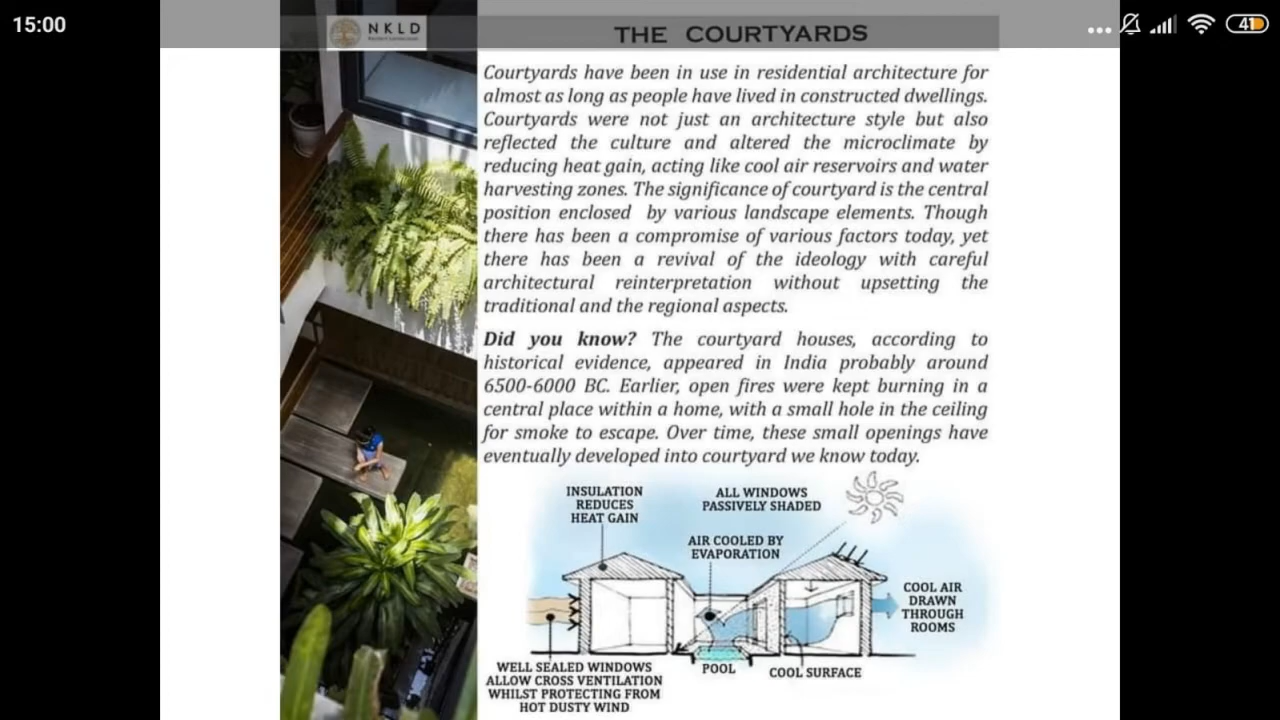 15:00
41
NKLD
THE COURTYARDS
Courtyards have been in use in residential architecture for
almost as long as people have lived in constructed dwellings.
Courtyards were not just an architecture style but also
reflected the culture and altered the microclimate by
reducing heat gain, acting like cool air reservoirs and water
harvesting zones. The significance of courtyard is the central
position enclosed by various landscape elements. Though
there has been a compromise of various factors today, yet
there has been a revival of the ideology with careful
architectural reinterpretation without upsetting the
traditional and the regional aspects.
Did you know? The courtyard houses, according to
historical evidence, appeared in India probably around
6500-6000 BC. Earlier, open fires were kept burning in a
central place within a home, with a small hole in the ceiling
for smoke to escape. Over time, these small openings have
eventually developed into courtyard we know today.
INSULATION
REDUCES
HEAT GAIN
ALL WINDOWS
PASSIVELY SHADED
AIR COOLED BY
EVAPORATION
COOL AIR
DRAWN
THROUGH
ROOMS
WELL SEALED WINDOWS
ALLOW CROSS VENTILATION
WHILST PROTECTING FROM
HOT DUSTY WIND
POOL
COOL SURFACE